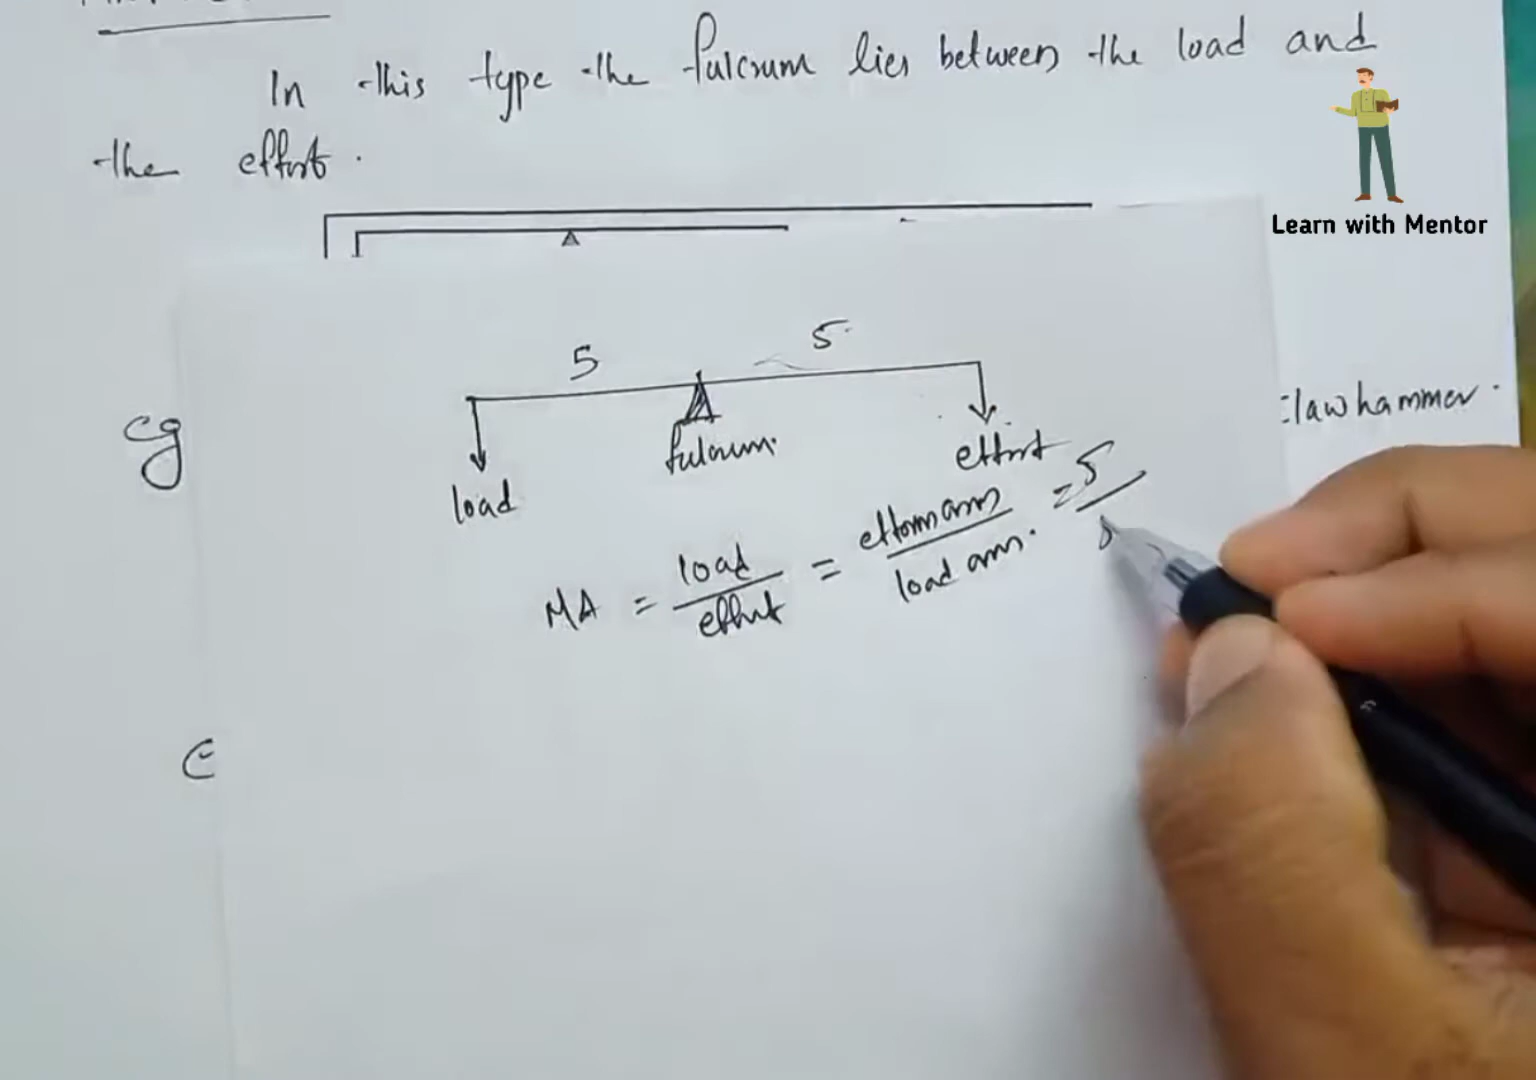 In this type the fulcrum lies between the load and
the effort.
Learn with Mentor
5 5
eg
clawhammer.
fulcrum.
load
effort
MA = load / effort = effort arm / load arm. = 5 /
e